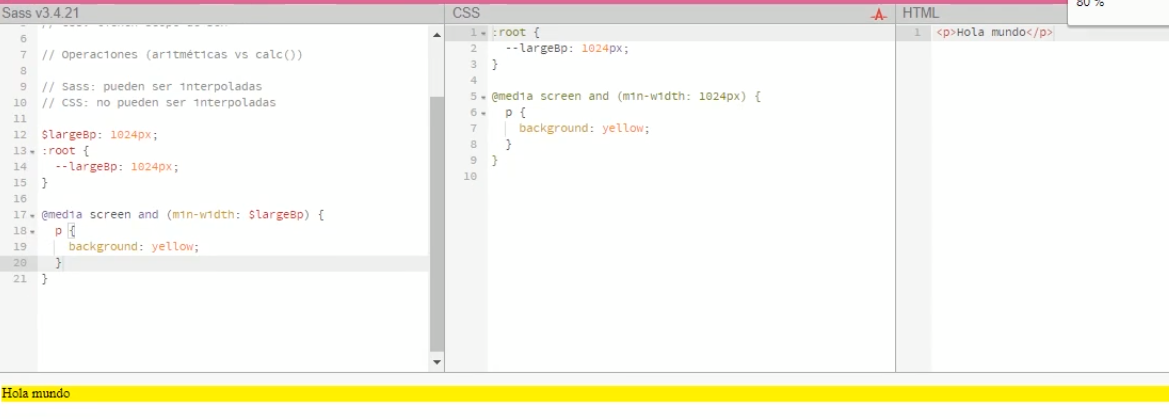 Sass v3.4.21
CSS
HTML
80 %
6
7 // Operaciones (aritméticas vs calc())
8
9 // Sass: pueden ser interpoladas
10 // CSS: no pueden ser interpoladas
11
12 $largeBp: 1024px;
13 :root {
14 --largeBp: 1024px;
15 }
16
17 @media screen and (min-width: $largeBp) {
18 p {
19 background: yellow;
20 }
21 }
1 :root {
2 --largeBp: 1024px;
3 }
4
5 @media screen and (min-width: 1024px) {
6 p {
7 background: yellow;
8 }
9 }
10
1 <p>Hola mundo</p>
Hola mundo